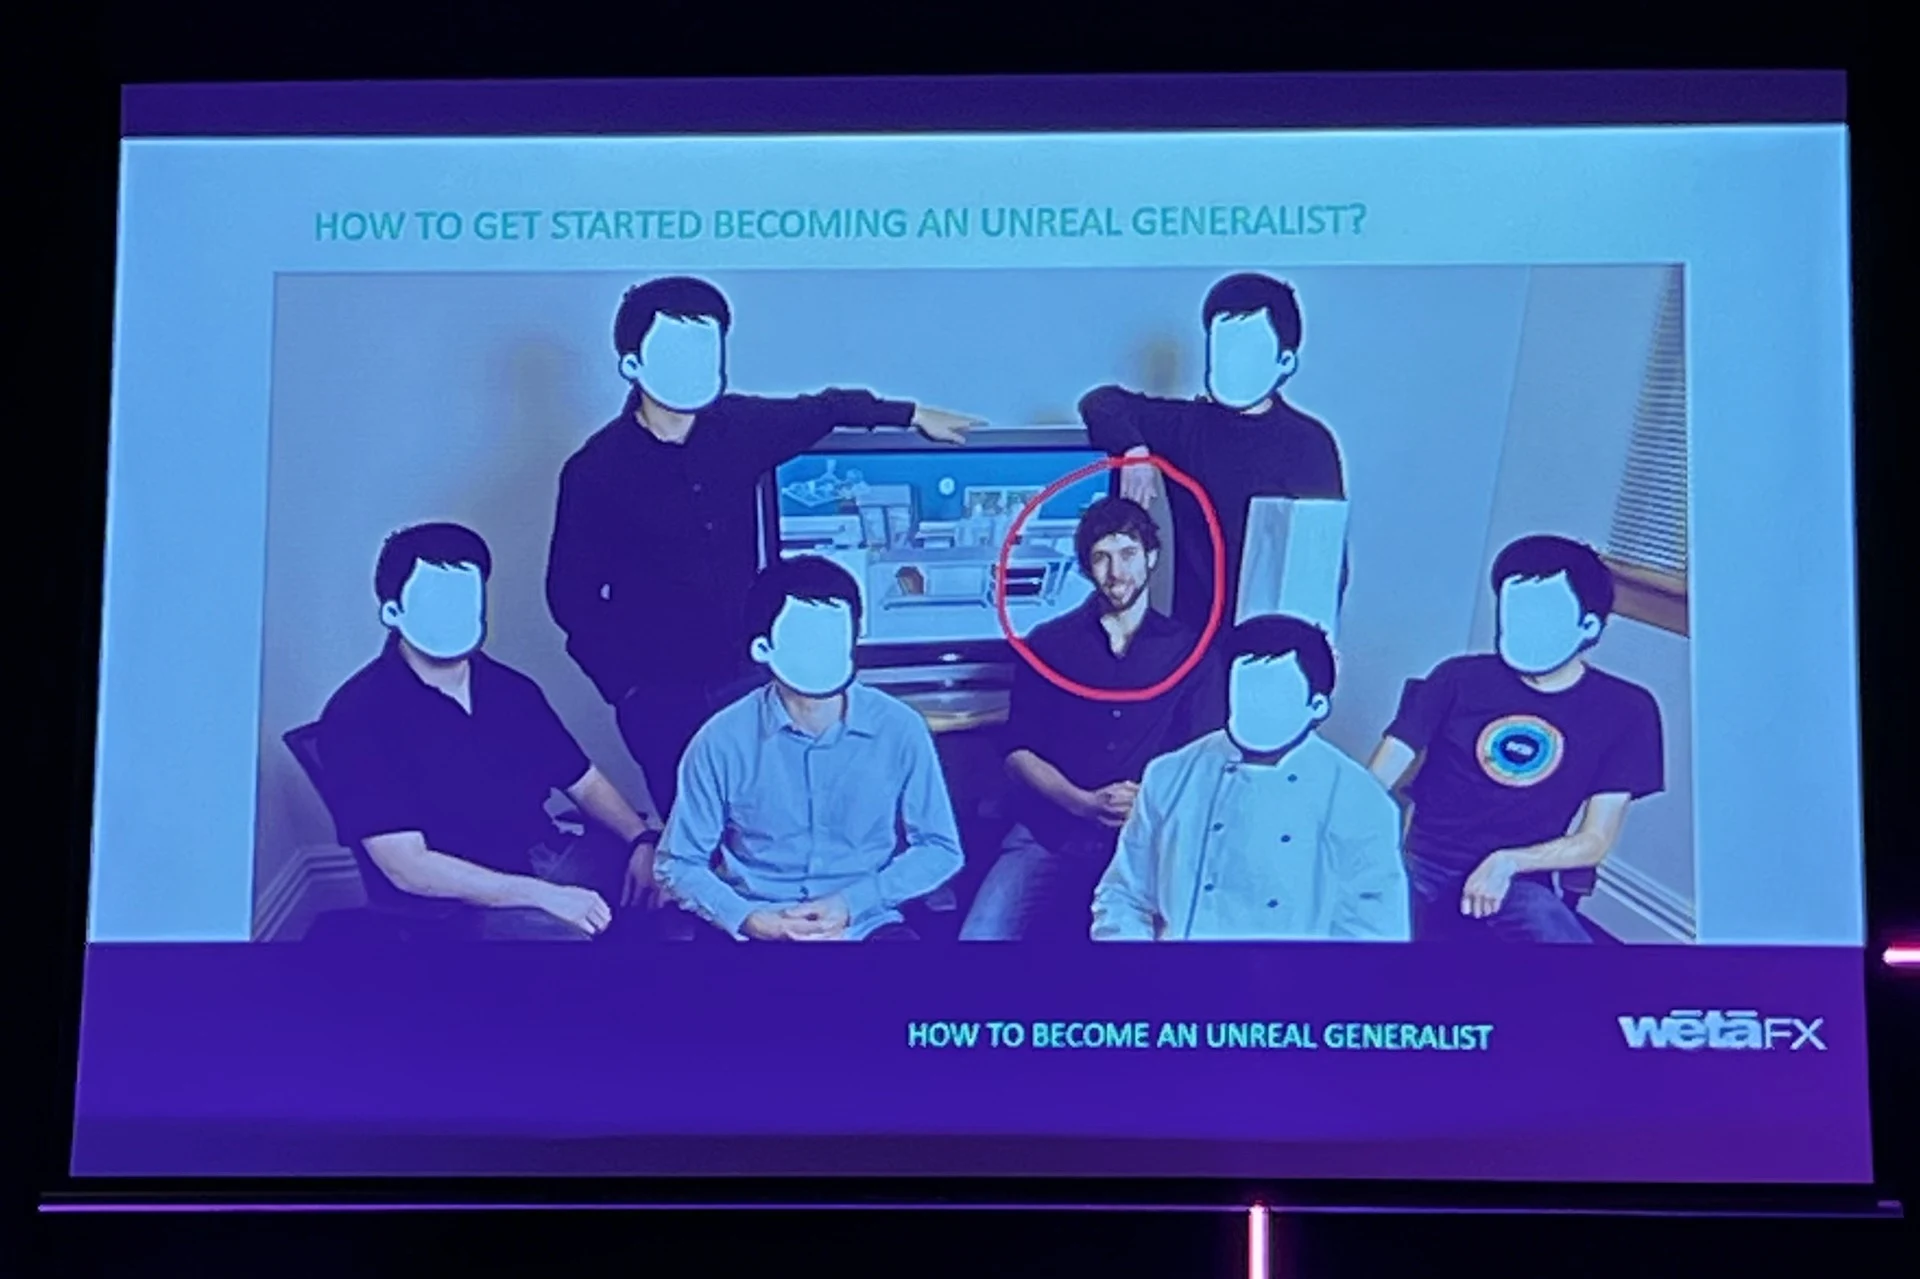 HOW TO GET STARTED BECOMING AN UNREAL GENERALIST?
HOW TO BECOME AN UNREAL GENERALIST
wētāFX